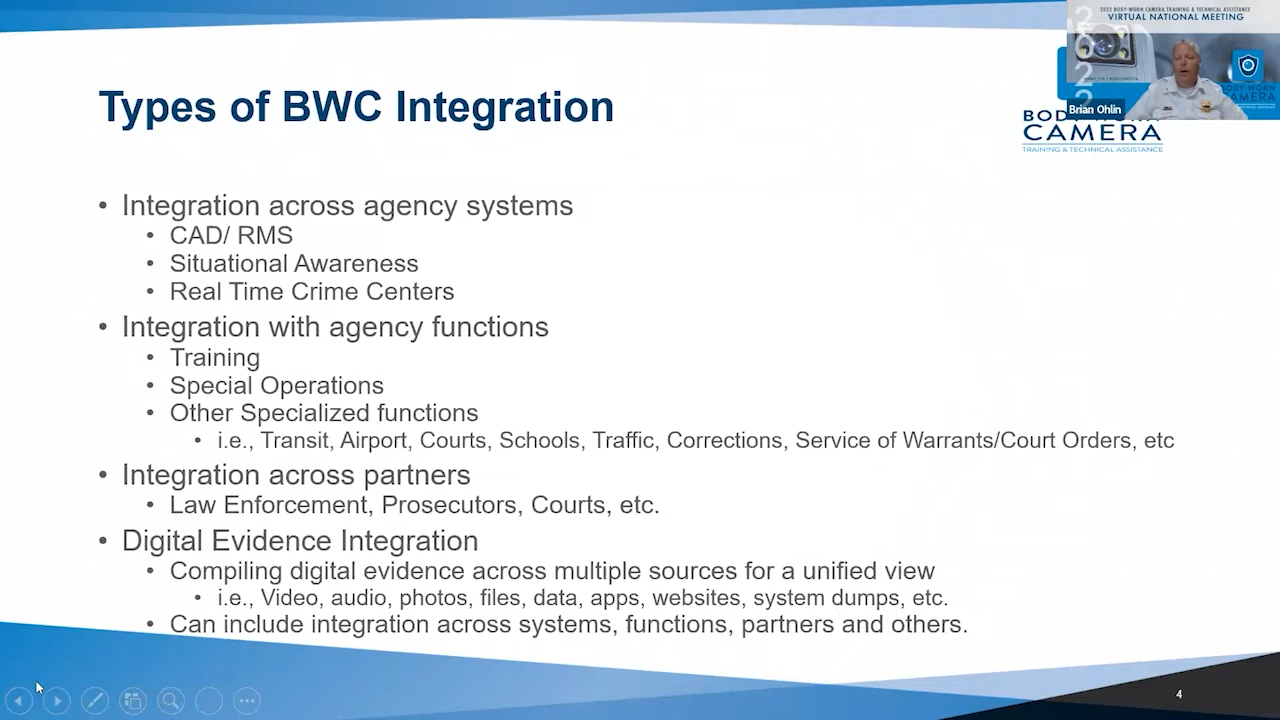 2022 BODY-WORN CAMERA TRAINING & TECHNICAL ASSISTANCE
VIRTUAL NATIONAL MEETING
Brian Ohlin
Types of BWC Integration
CAMERA
TRAINING & TECHNICAL ASSISTANCE
• Integration across agency systems
• CAD/ RMS
• Situational Awareness
• Real Time Crime Centers
• Integration with agency functions
• Training
• Special Operations
• Other Specialized functions
• i.e., Transit, Airport, Courts, Schools, Traffic, Corrections, Service of Warrants/Court Orders, etc
• Integration across partners
• Law Enforcement, Prosecutors, Courts, etc.
• Digital Evidence Integration
• Compiling digital evidence across multiple sources for a unified view
• i.e., Video, audio, photos, files, data, apps, websites, system dumps, etc.
• Can include integration across systems, functions, partners and others.
4